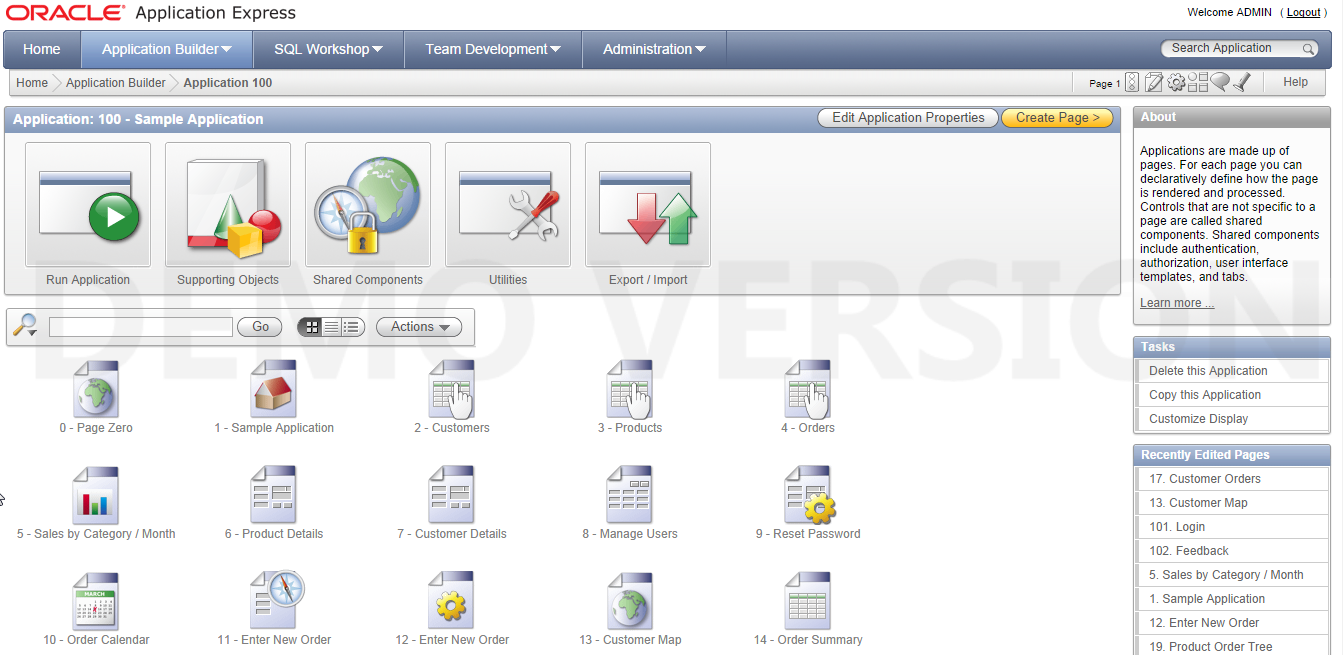 ORACLE® Application Express
Welcome ADMIN ( Logout )
Home Application Builder SQL Workshop Team Development Administration
Search Application
Home Application Builder Application 100
Page 1
Help
Application: 100 - Sample Application
Edit Application Properties
Create Page >
Run Application
Supporting Objects
Shared Components
Utilities
Export / Import
Go
Actions
0 - Page Zero
1 - Sample Application
2 - Customers
3 - Products
4 - Orders
5 - Sales by Category / Month
6 - Product Details
7 - Customer Details
8 - Manage Users
9 - Reset Password
MARCH
10 - Order Calendar
11 - Enter New Order
12 - Enter New Order
13 - Customer Map
14 - Order Summary
About
Applications are made up of
pages. For each page you can
declaratively define how the page
is rendered and processed.
Controls that are not specific to a
page are called shared
components. Shared components
include authentication,
authorization, user interface
templates, and tabs.
Learn more ...
Tasks
Delete this Application
Copy this Application
Customize Display
Recently Edited Pages
17. Customer Orders
13. Customer Map
101. Login
102. Feedback
5. Sales by Category / Month
1. Sample Application
12. Enter New Order
19. Product Order Tree
DEMO VERSION